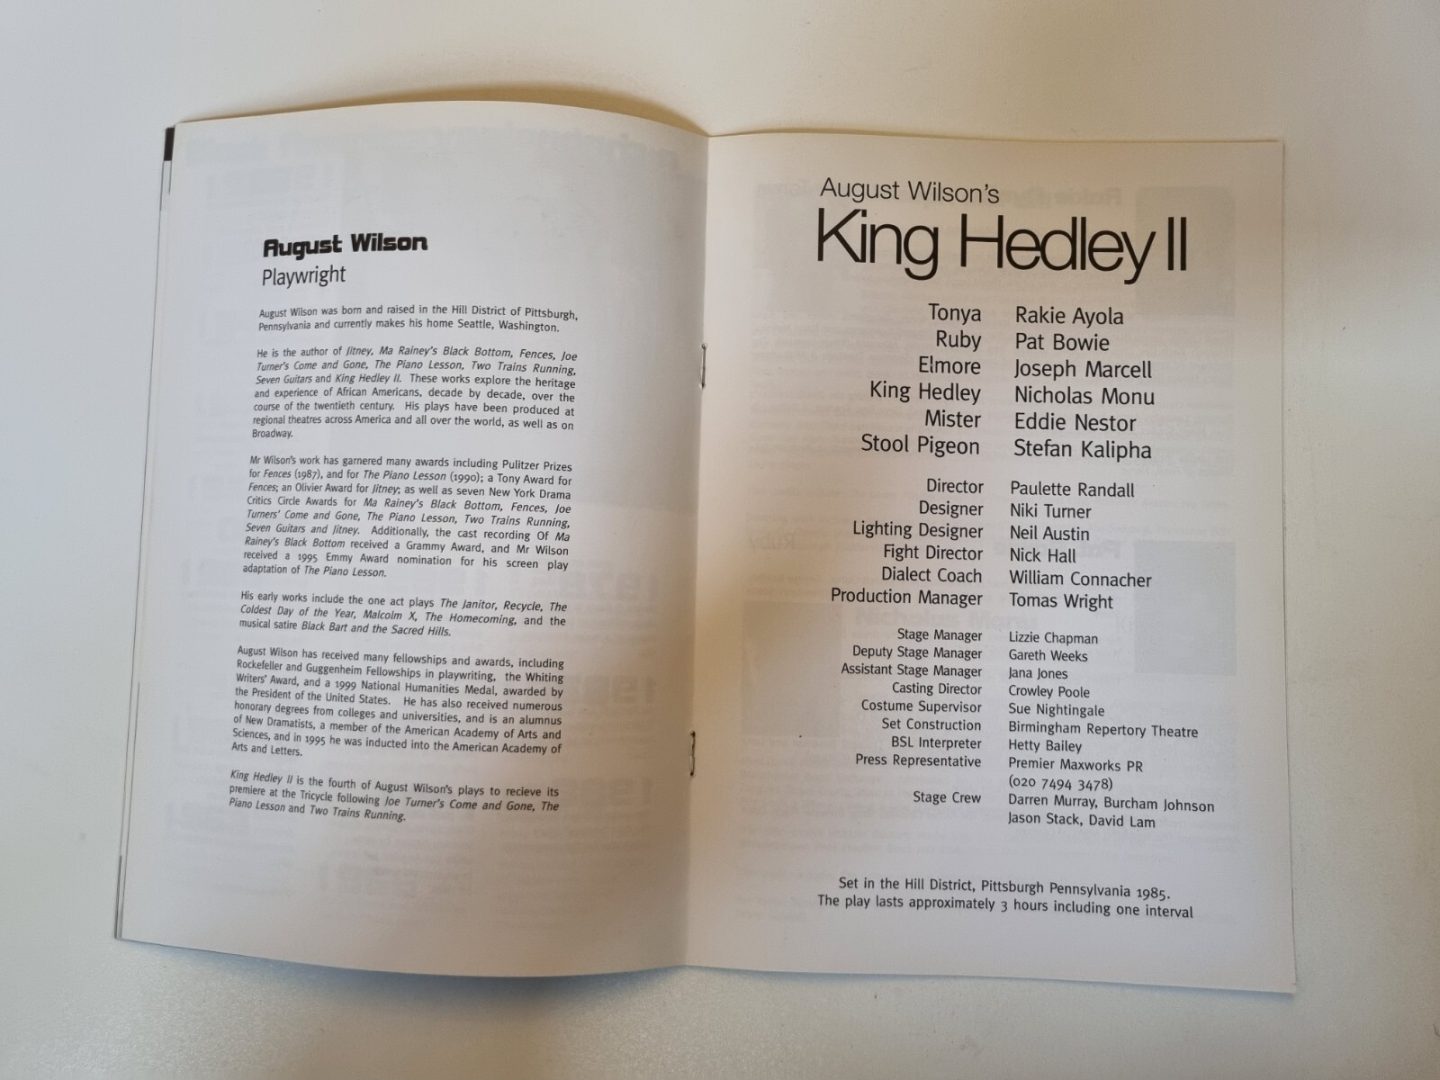 August Wilson
Playwright
August Wilson was born and raised in the Hill District of Pittsburgh,
Pennsylvania and currently makes his home Seattle, Washington.
He is the author of Jitney, Ma Rainey's Black Bottom, Fences, Joe
Turner's Come and Gone, The Piano Lesson, Two Trains Running,
Seven Guitars and King Hedley II. These works explore the heritage
and experience of African Americans, decade by decade, over the
course of the twentieth century. His plays have been produced at
regional theatres across America and all over the world, as well as on
Broadway.
Mr Wilson's work has garnered many awards including Pulitzer Prizes
for Fences (1987), and for The Piano Lesson (1990); a Tony Award for
Fences; an Olivier Award for Jitney; as well as seven New York Drama
Critics Circle Awards for Ma Rainey's Black Bottom, Fences, Joe
Turners' Come and Gone, The Piano Lesson, Two Trains Running,
Seven Guitars and Jitney. Additionally, the cast recording Of Ma
Rainey's Black Bottom received a Grammy Award, and Mr Wilson
received a 1995 Emmy Award nomination for his screen play
adaptation of The Piano Lesson.
His early works include the one act plays The Janitor, Recycle, The
Coldest Day of the Year, Malcolm X, The Homecoming, and the
musical satire Black Bart and the Sacred Hills.
August Wilson has received many fellowships and awards, including
Rockefeller and Guggenheim Fellowships in playwriting, the Whiting
Writers' Award, and a 1999 National Humanities Medal, awarded by
the President of the United States. He has also received numerous
honorary degrees from colleges and universities, and is an alumnus
of New Dramatists, a member of the American Academy of Arts and
Sciences, and in 1995 he was inducted into the American Academy of
Arts and Letters.
King Hedley II is the fourth of August Wilson's plays to recieve its
premiere at the Tricycle following Joe Turner's Come and Gone, The
Piano Lesson and Two Trains Running.
August Wilson's
King Hedley II
Tonya Rakie Ayola
Ruby Pat Bowie
Elmore Joseph Marcell
King Hedley Nicholas Monu
Mister Eddie Nestor
Stool Pigeon Stefan Kalipha
Director Paulette Randall
Designer Niki Turner
Lighting Designer Neil Austin
Fight Director Nick Hall
Dialect Coach William Connacher
Production Manager Tomas Wright
Stage Manager Lizzie Chapman
Deputy Stage Manager Gareth Weeks
Assistant Stage Manager Jana Jones
Casting Director Crowley Poole
Costume Supervisor Sue Nightingale
Set Construction Birmingham Repertory Theatre
BSL Interpreter Hetty Bailey
Press Representative Premier Maxworks PR
(020 7494 3478)
Stage Crew Darren Murray, Burcham Johnson
Jason Stack, David Lam
Set in the Hill District, Pittsburgh Pennsylvania 1985.
The play lasts approximately 3 hours including one interval